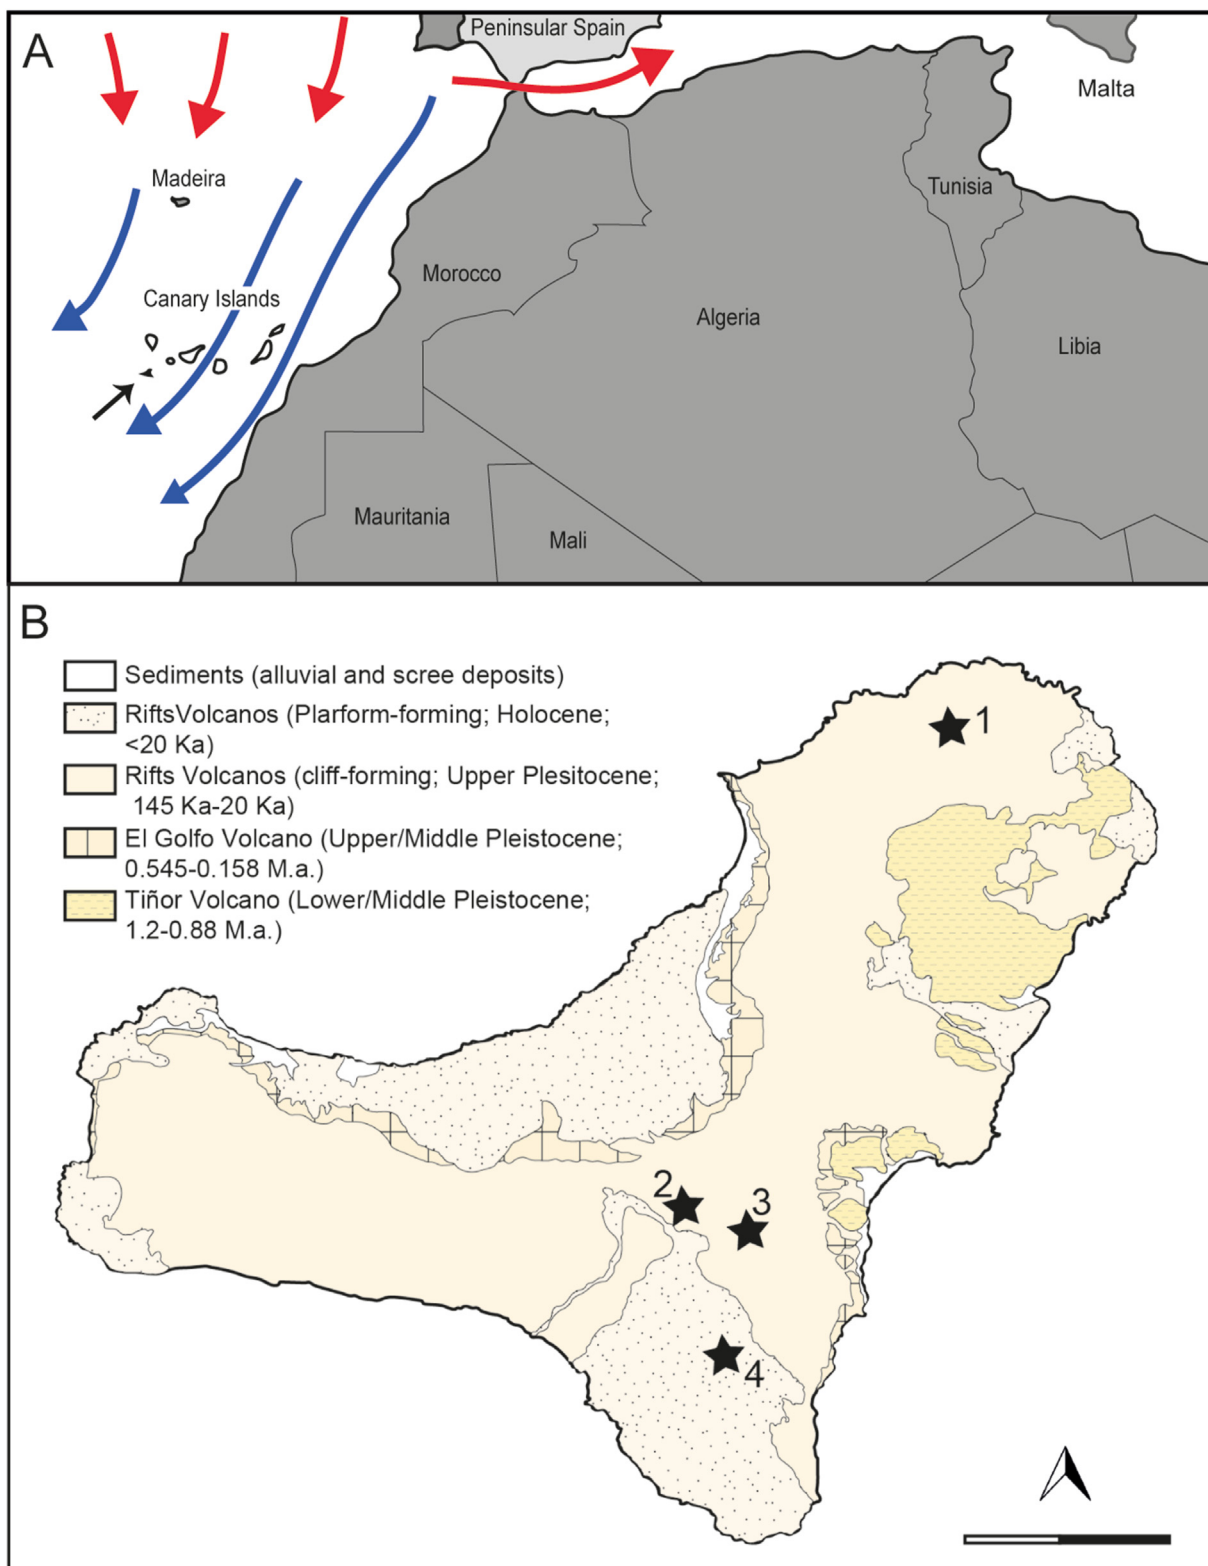 A
Peninsular Spain
Malta
Madeira
Tunisia
Morocco
Canary Islands
Algeria
Libia
Mauritania
Mali
B
Sediments (alluvial and scree deposits)
RiftsVolcanos (Plarform-forming; Holocene;
<20 Ka)
Rifts Volcanos (cliff-forming; Upper Plesitocene;
145 Ka-20 Ka)
El Golfo Volcano (Upper/Middle Pleistocene;
0.545-0.158 M.a.)
Tiñor Volcano (Lower/Middle Pleistocene;
1.2-0.88 M.a.)
1
2
3
4